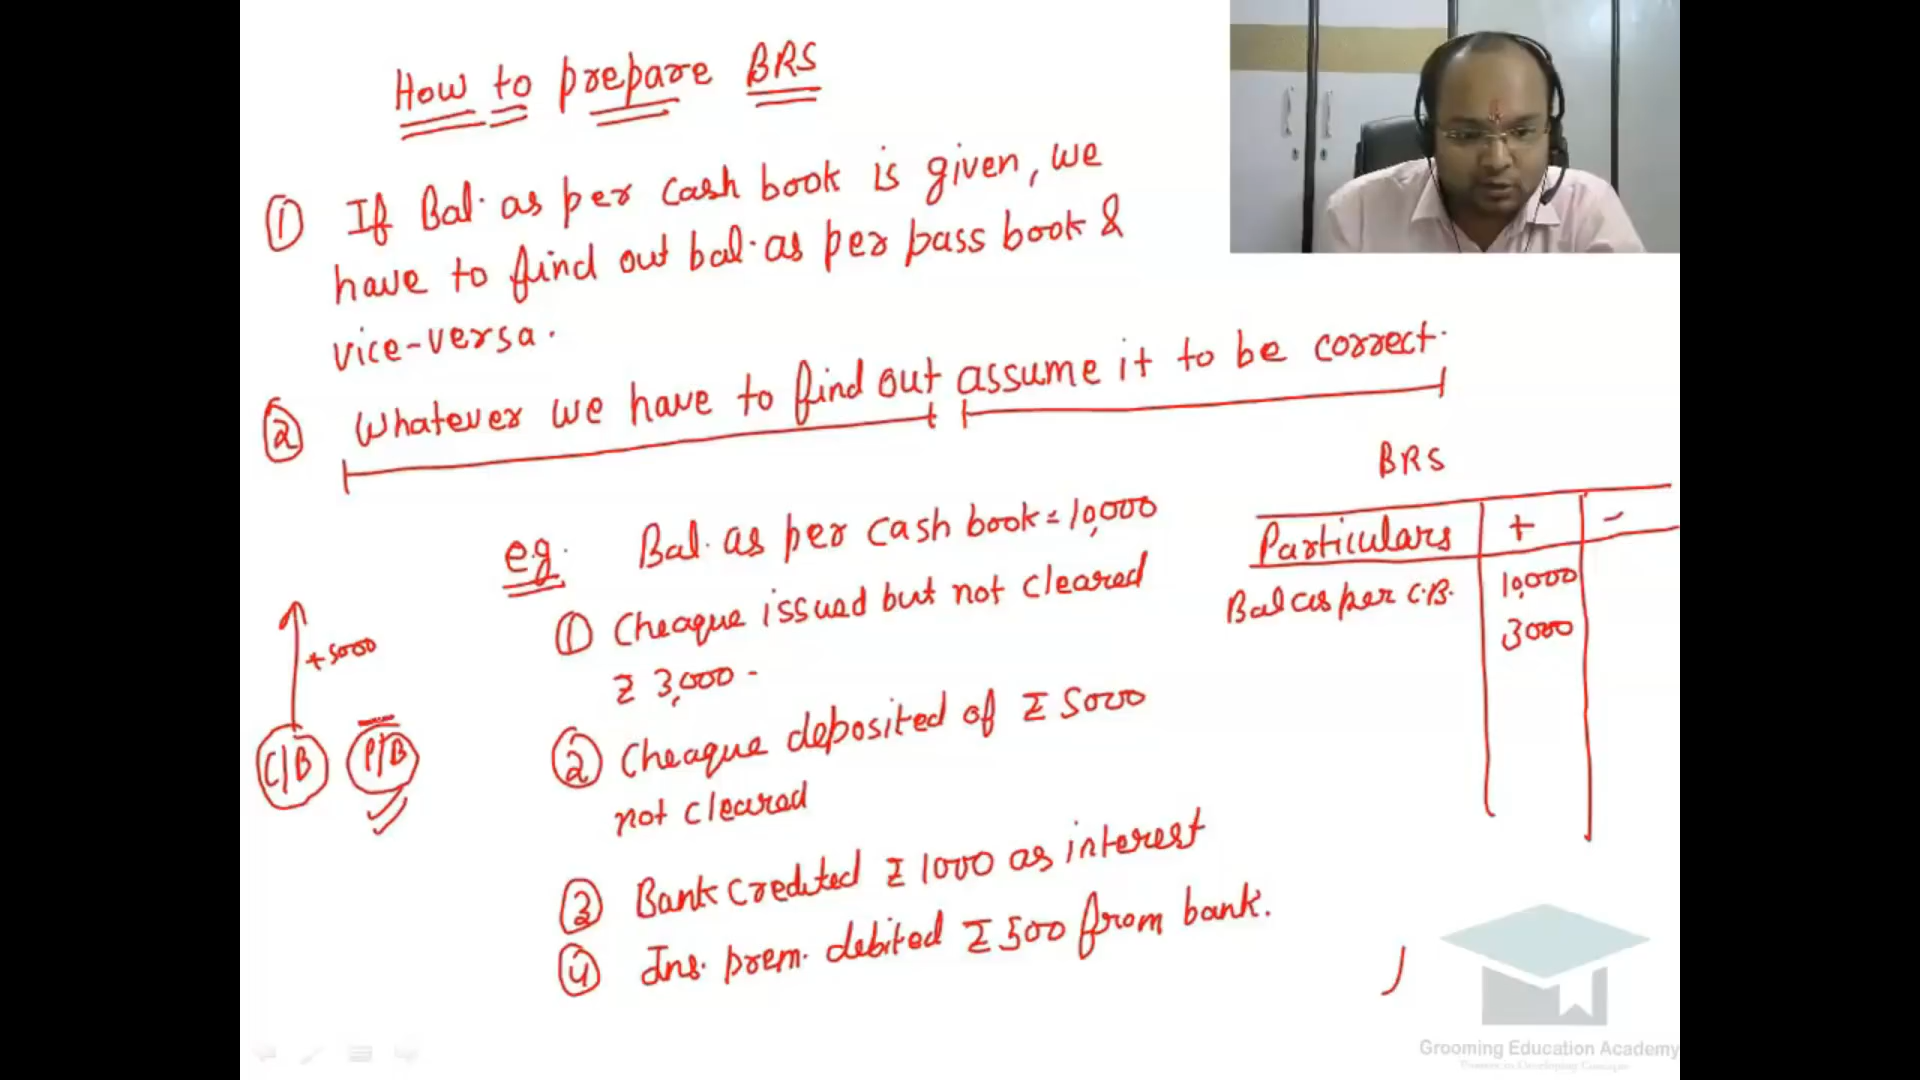 How to prepare BRS
① If Bal. as per cash book is given, we
have to find out bal. as per pass book &
vice-versa.
② Whatever we have to find out assume it to be correct.
e.g. Bal. as per cash book = 10,000
① Cheaque issued but not cleared
₹ 3,000 -
② Cheaque deposited of ₹ 5000
not cleared
③ Bank credited ₹ 1000 as interest
④ Ins. prem. debited ₹ 500 from bank.
+5000
C/B P/B
BRS
Particulars + -
Bal as per C.B. 10,000
3000
Grooming Education Academy